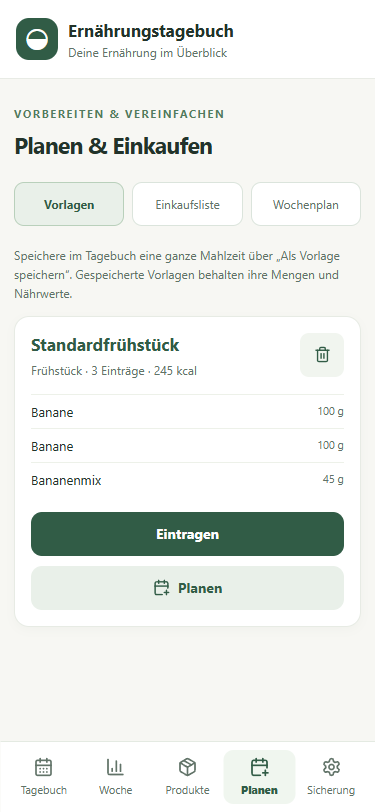 Ernährungstagebuch
Deine Ernährung im Überblick
VORBEREITEN & VEREINFACHEN
Planen & Einkaufen
Vorlagen
Einkaufsliste
Wochenplan
Speichere im Tagebuch eine ganze Mahlzeit über „Als Vorlage
speichern“. Gespeicherte Vorlagen behalten ihre Mengen und
Nährwerte.
Standardfrühstück
Frühstück · 3 Einträge · 245 kcal
Banane 100 g
Banane 100 g
Bananenmix 45 g
Eintragen
Planen
Tagebuch
Woche
Produkte
Planen
Sicherung